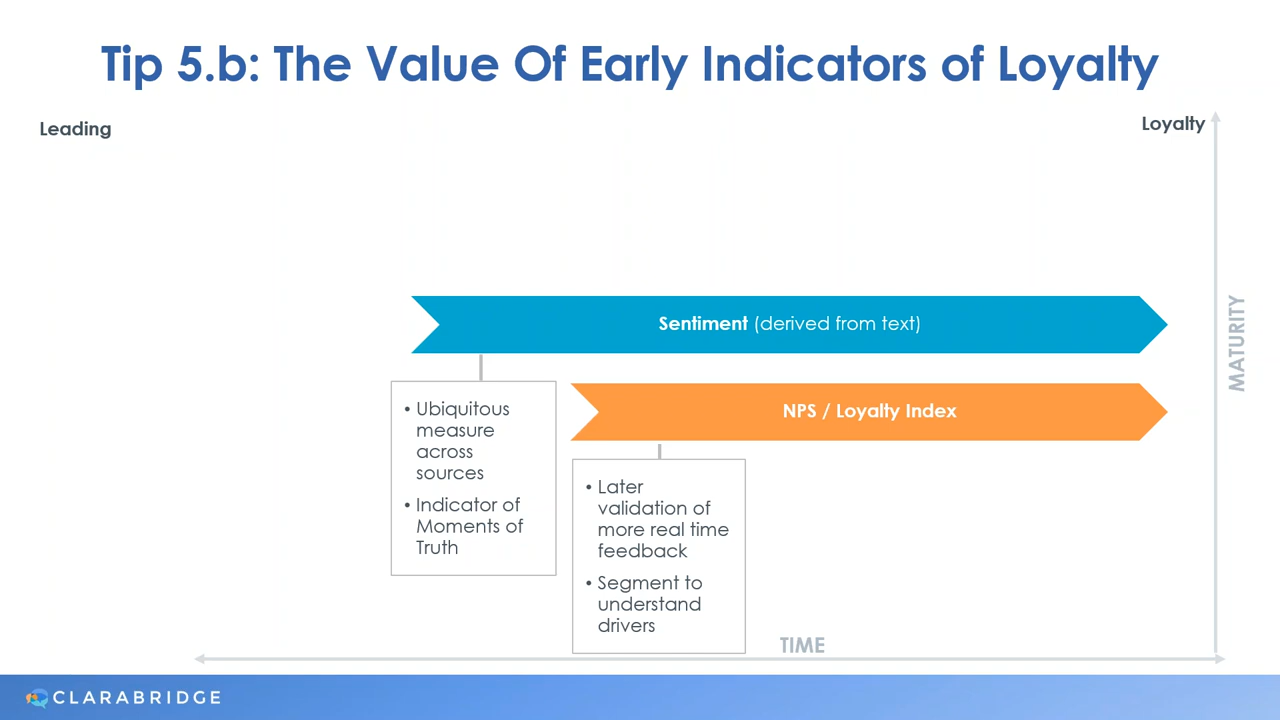 Tip 5.b: The Value Of Early Indicators of Loyalty
Leading
Loyalty
Sentiment (derived from text)
NPS / Loyalty Index
• Ubiquitous
measure
across
sources
• Indicator of
Moments of
Truth
• Later
validation of
more real time
feedback
• Segment to
understand
drivers
MATURITY
TIME
CLARABRIDGE